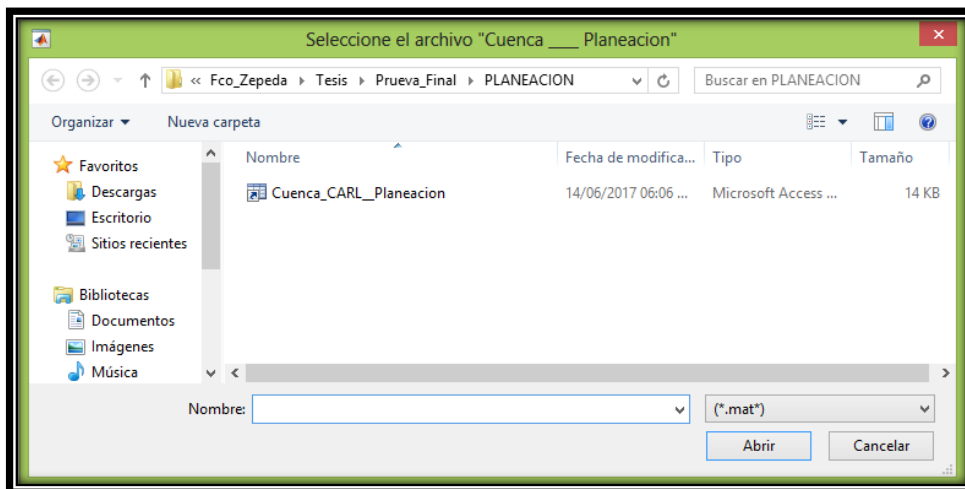 Seleccione el archivo "Cuenca ___ Planeacion"
« Fco_Zepeda Tesis Prueva_Final PLANEACION Buscar en PLANEACION
Organizar Nueva carpeta
Favoritos
Descargas
Escritorio
Sitios recientes
Bibliotecas
Documentos
Imágenes
Música
Nombre Fecha de modifica... Tipo Tamaño
Cuenca_CARL__Planeacion 14/06/2017 06:06 ... Microsoft Access ... 14 KB
Nombre: (*.mat*)
Abrir Cancelar